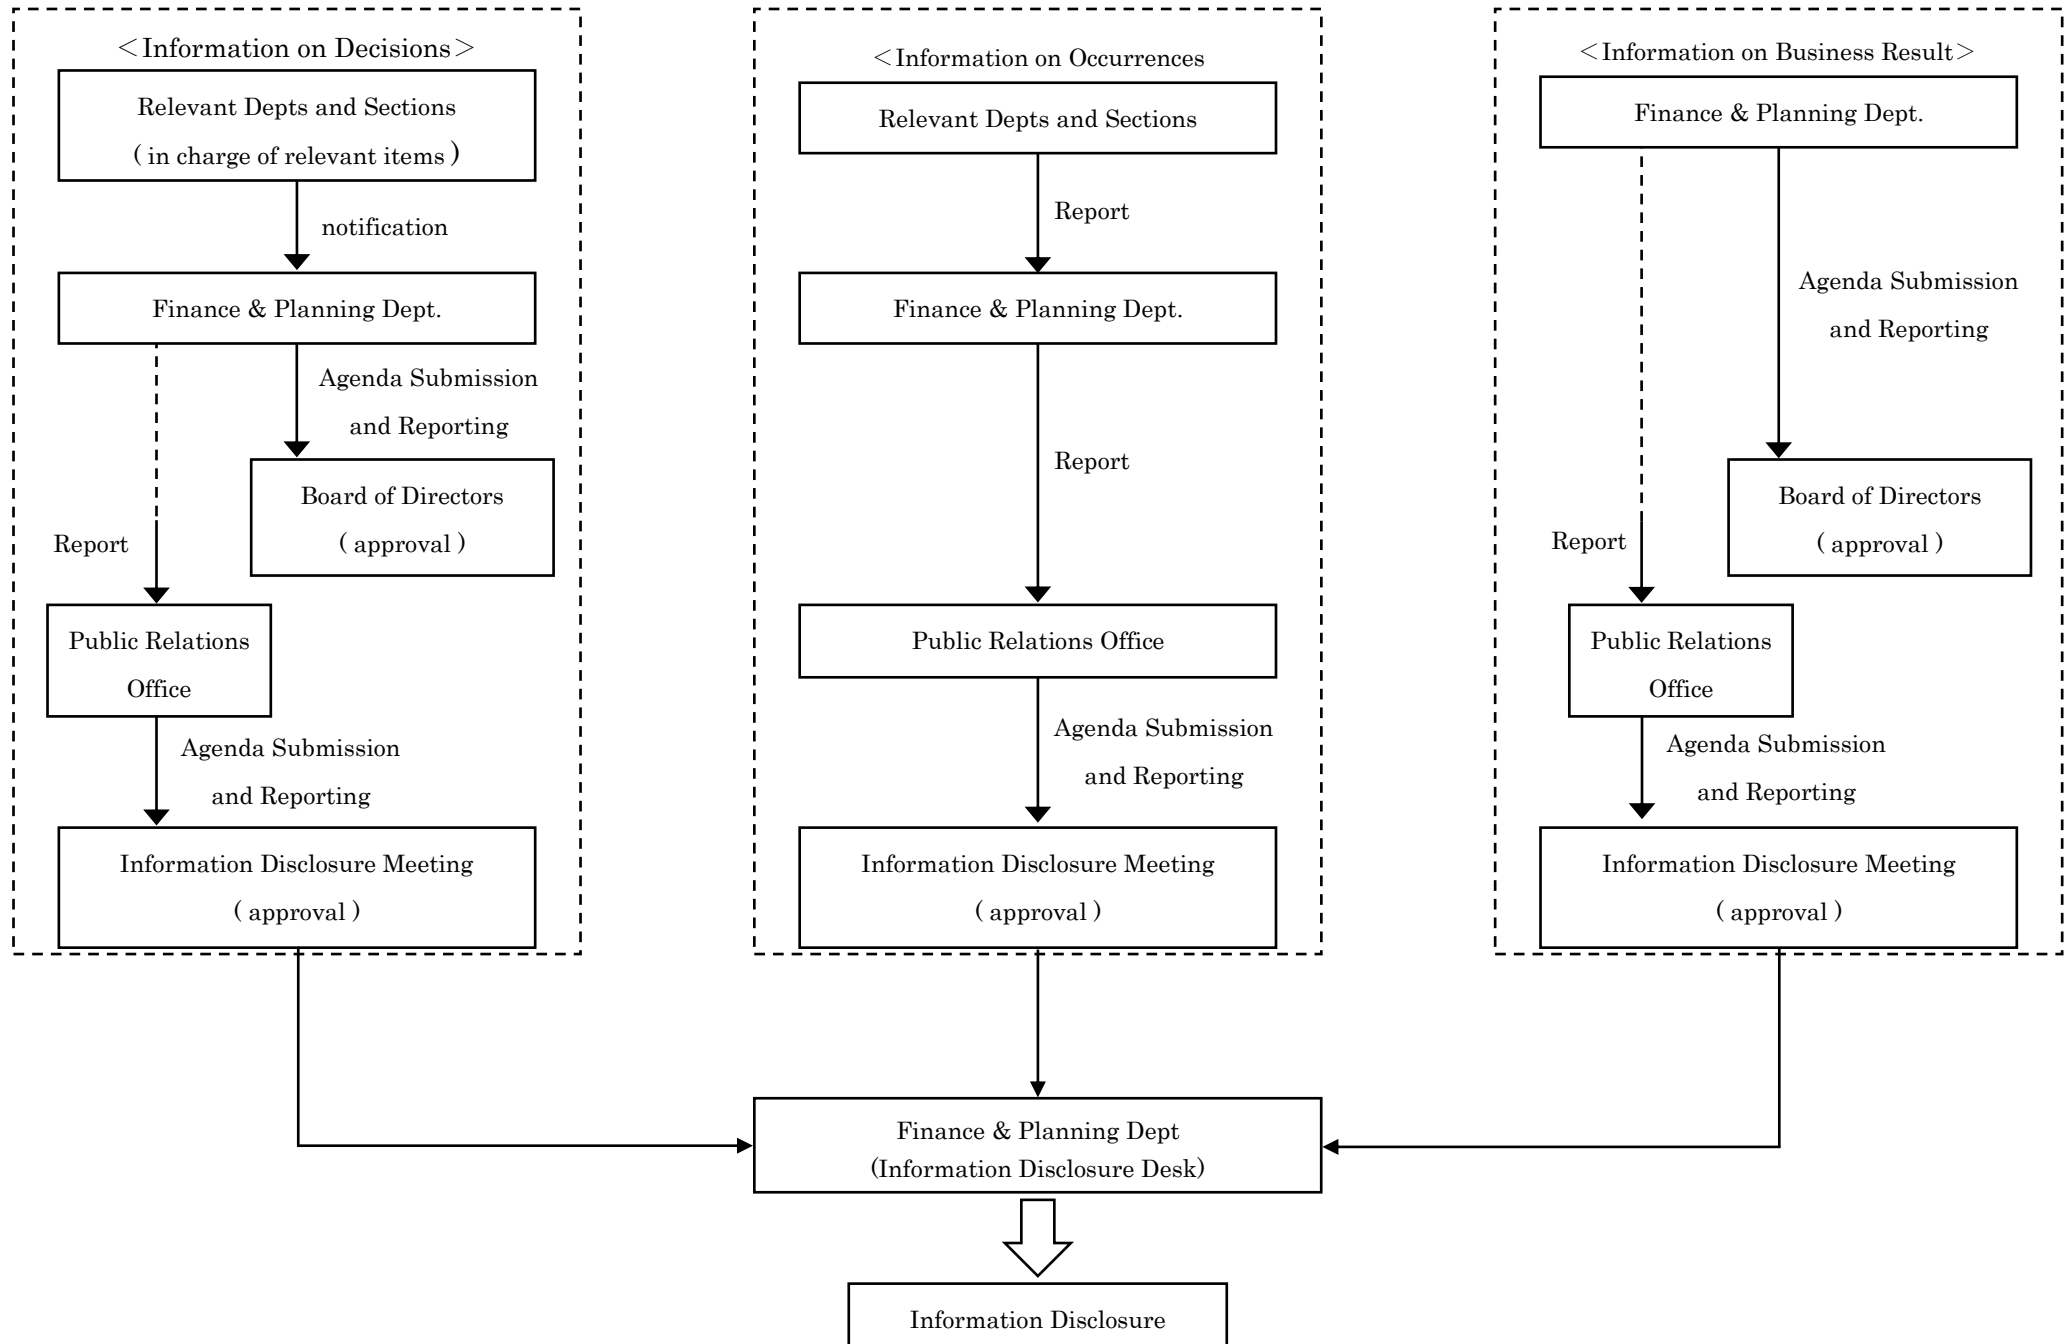 ＜Information on Decisions＞
Relevant Depts and Sections
( in charge of relevant items )
notification
Finance & Planning Dept.
Agenda Submission
and Reporting
Board of Directors
( approval )
Report
Public Relations
Office
Agenda Submission
and Reporting
Information Disclosure Meeting
( approval )
＜Information on Occurrences
Relevant Depts and Sections
Report
Finance & Planning Dept.
Report
Public Relations Office
Agenda Submission
and Reporting
Information Disclosure Meeting
( approval )
＜Information on Business Result＞
Finance & Planning Dept.
Agenda Submission
and Reporting
Board of Directors
( approval )
Report
Public Relations
Office
Agenda Submission
and Reporting
Information Disclosure Meeting
( approval )
Finance & Planning Dept
(Information Disclosure Desk)
Information Disclosure